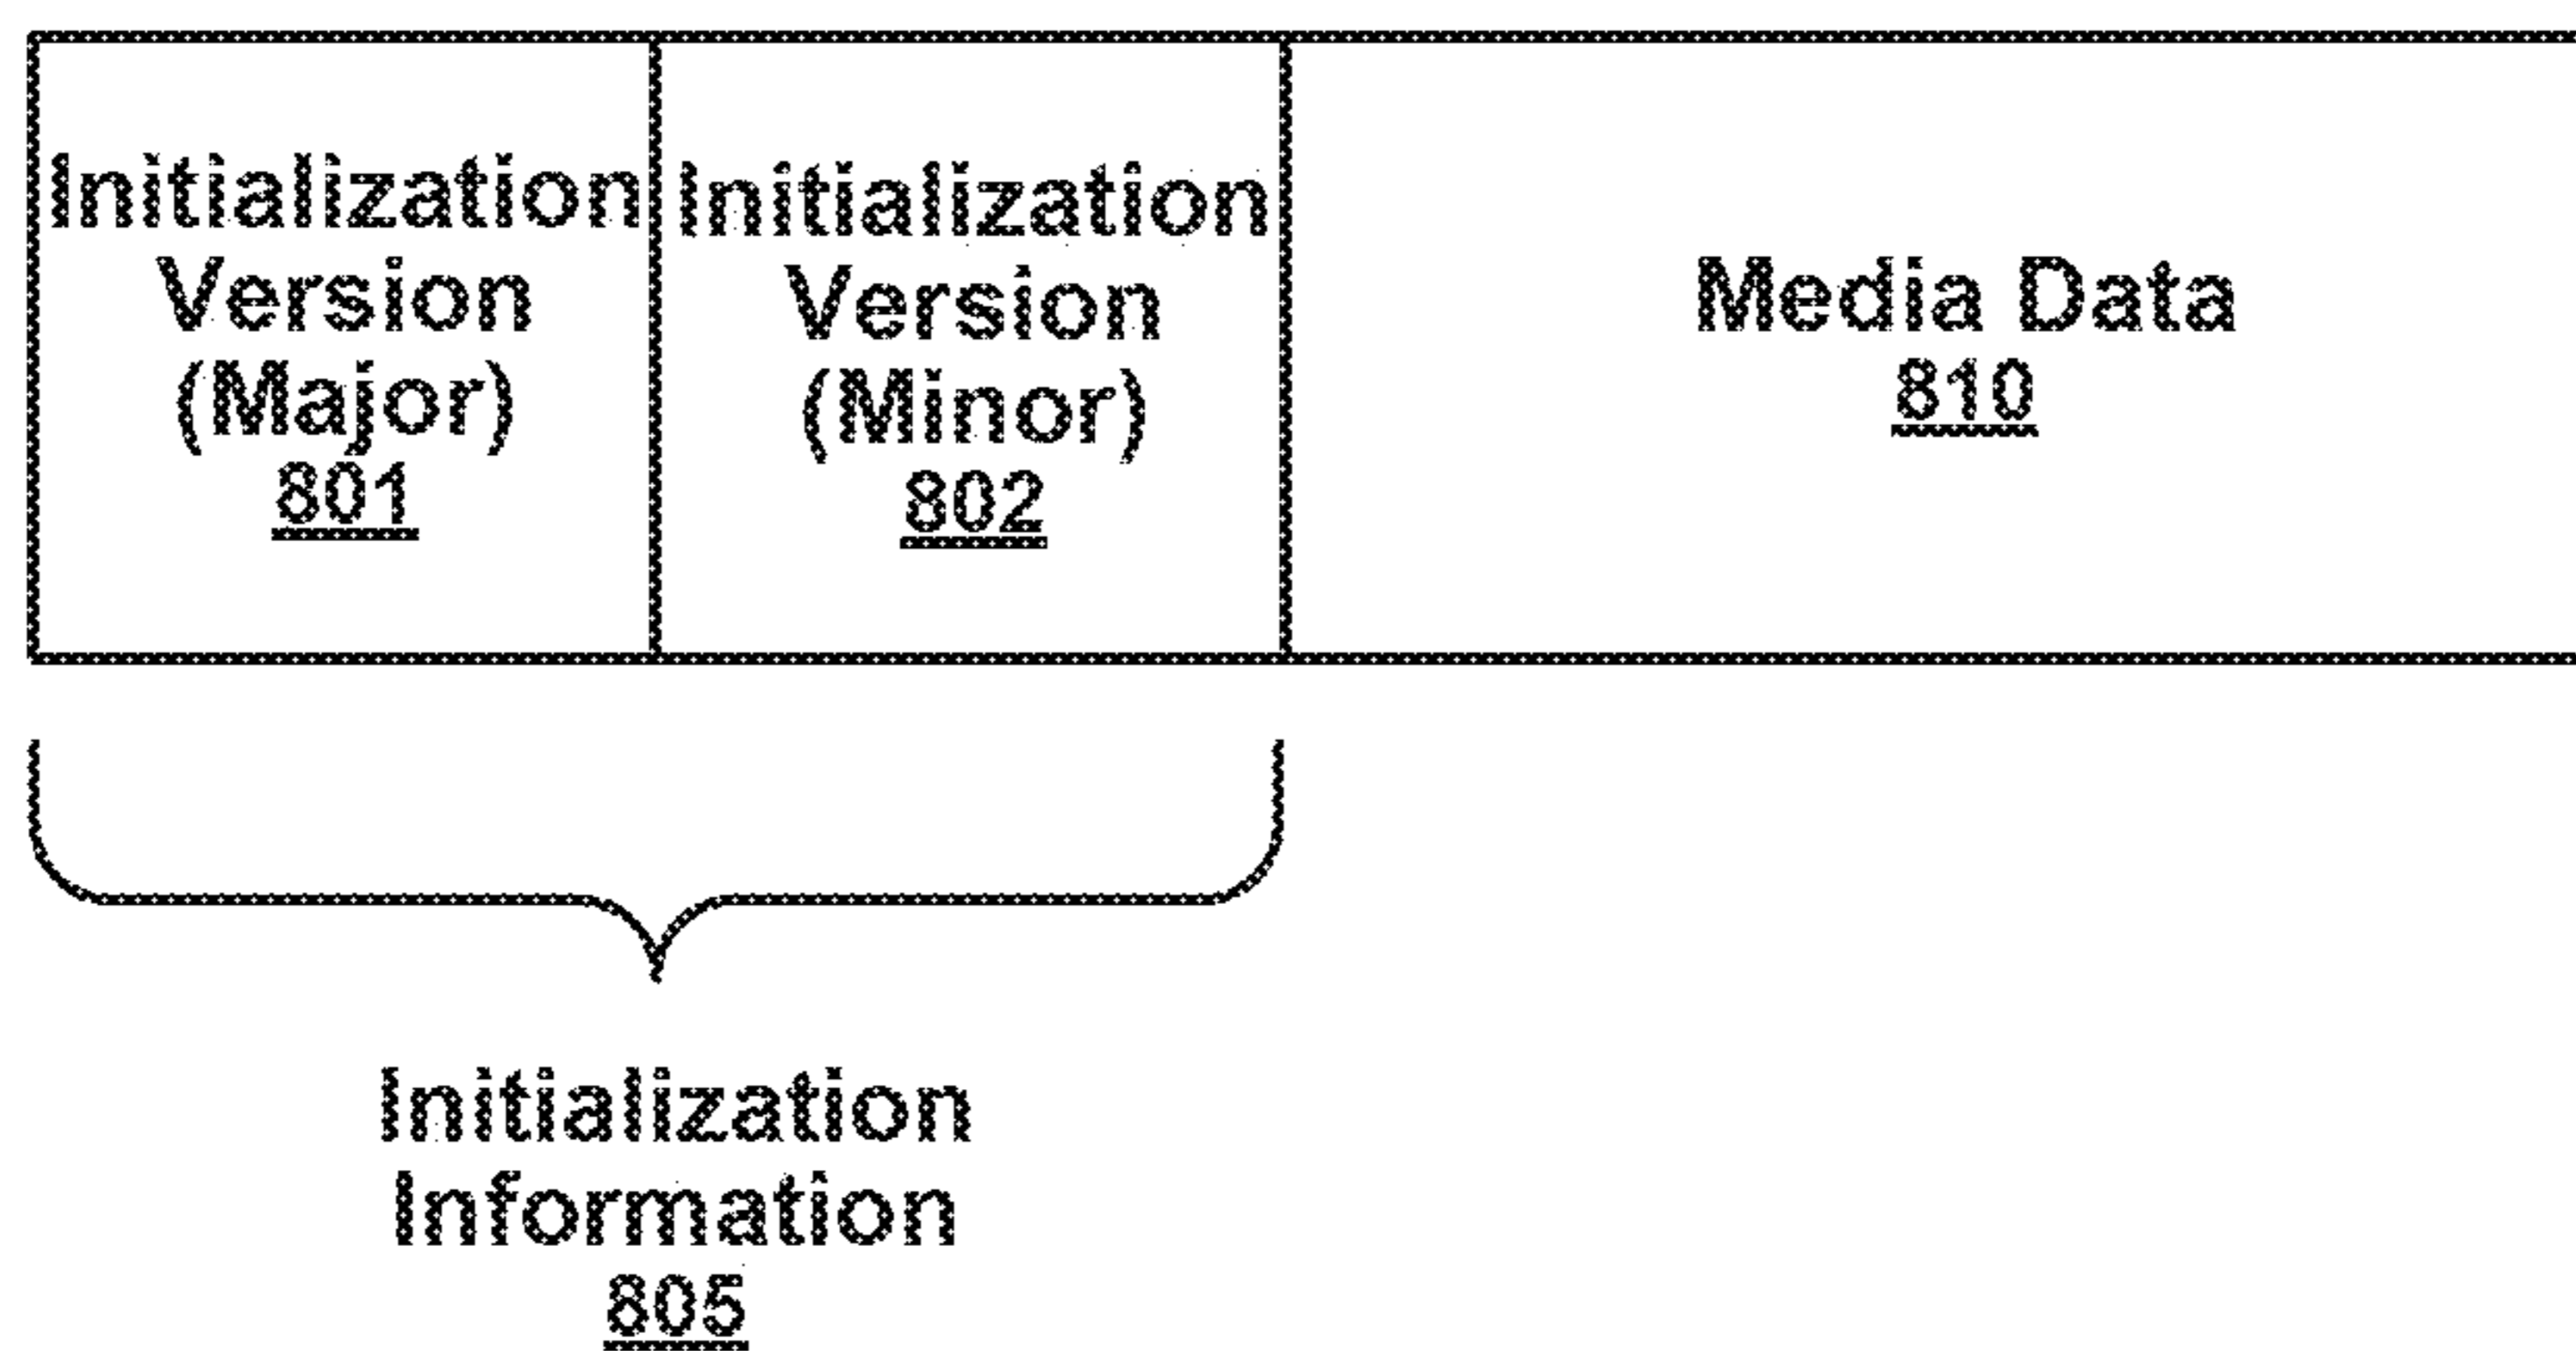 Initialization
Version
(Major)
801
Initialization
Version
(Minor)
802
Media Data
810
Initialization
Information
805